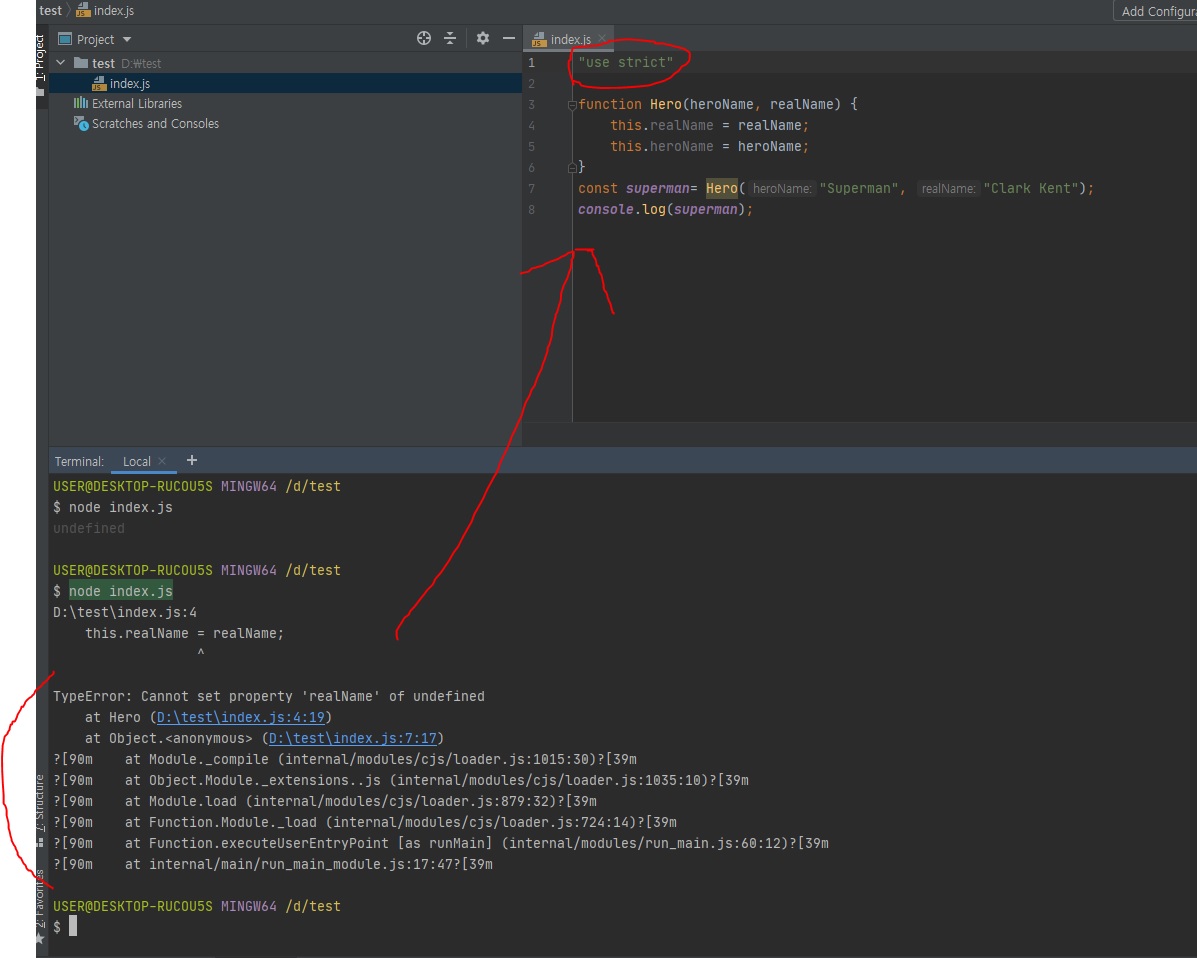 test index.js
Add Configura
1: Project
Project
index.js
test D:\test
index.js
External Libraries
Scratches and Consoles
1 "use strict"
2
3 function Hero(heroName, realName) {
4 this.realName = realName;
5 this.heroName = heroName;
6 }
7 const superman= Hero( heroName: "Superman", realName: "Clark Kent");
8 console.log(superman);
Terminal: Local × +
USER@DESKTOP-RUCOU5S MINGW64 /d/test
$ node index.js
undefined
USER@DESKTOP-RUCOU5S MINGW64 /d/test
$ node index.js
D:\test\index.js:4
this.realName = realName;
^
TypeError: Cannot set property 'realName' of undefined
at Hero (D:\test\index.js:4:19)
at Object.<anonymous> (D:\test\index.js:7:17)
?[90m at Module._compile (internal/modules/cjs/loader.js:1015:30)?[39m
?[90m at Object.Module._extensions..js (internal/modules/cjs/loader.js:1035:10)?[39m
?[90m at Module.load (internal/modules/cjs/loader.js:879:32)?[39m
?[90m at Function.Module._load (internal/modules/cjs/loader.js:724:14)?[39m
?[90m at Function.executeUserEntryPoint [as runMain] (internal/modules/run_main.js:60:12)?[39m
?[90m at internal/main/run_main_module.js:17:47?[39m
USER@DESKTOP-RUCOU5S MINGW64 /d/test
$
7: Structure
2: Favorites